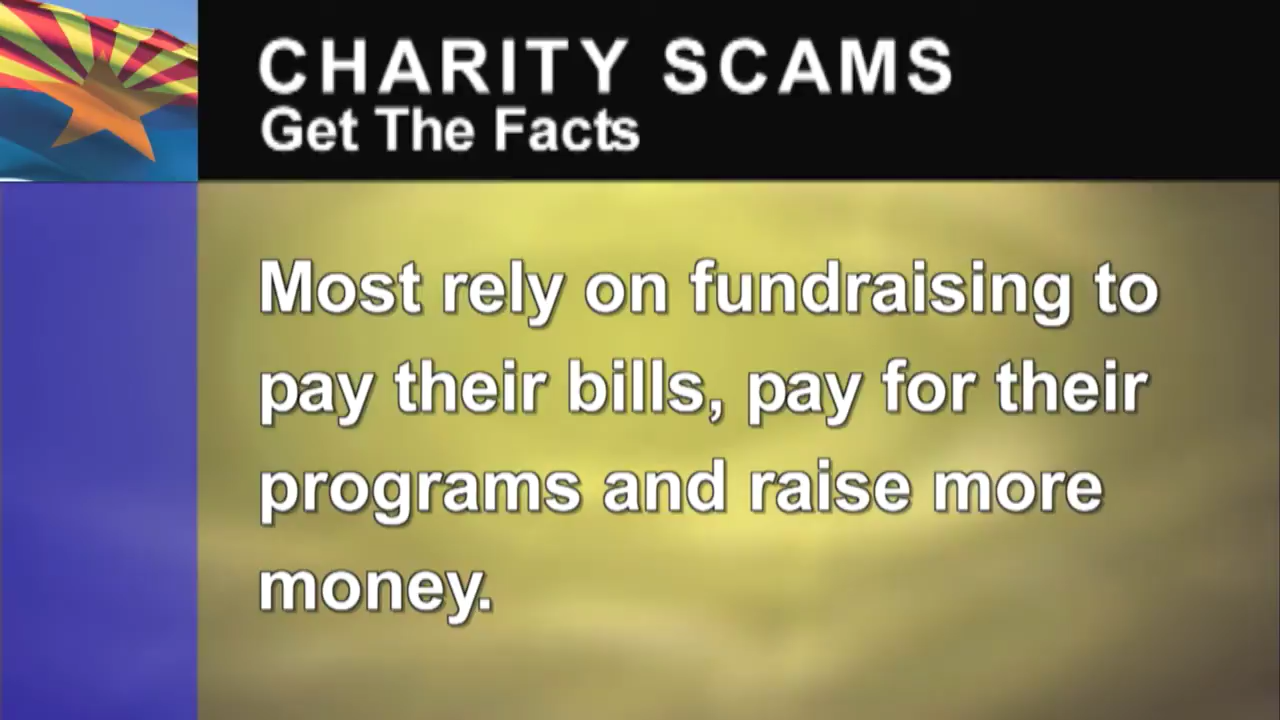 CHARITY SCAMS
Get The Facts
Most rely on fundraising to
pay their bills, pay for their
programs and raise more
money.